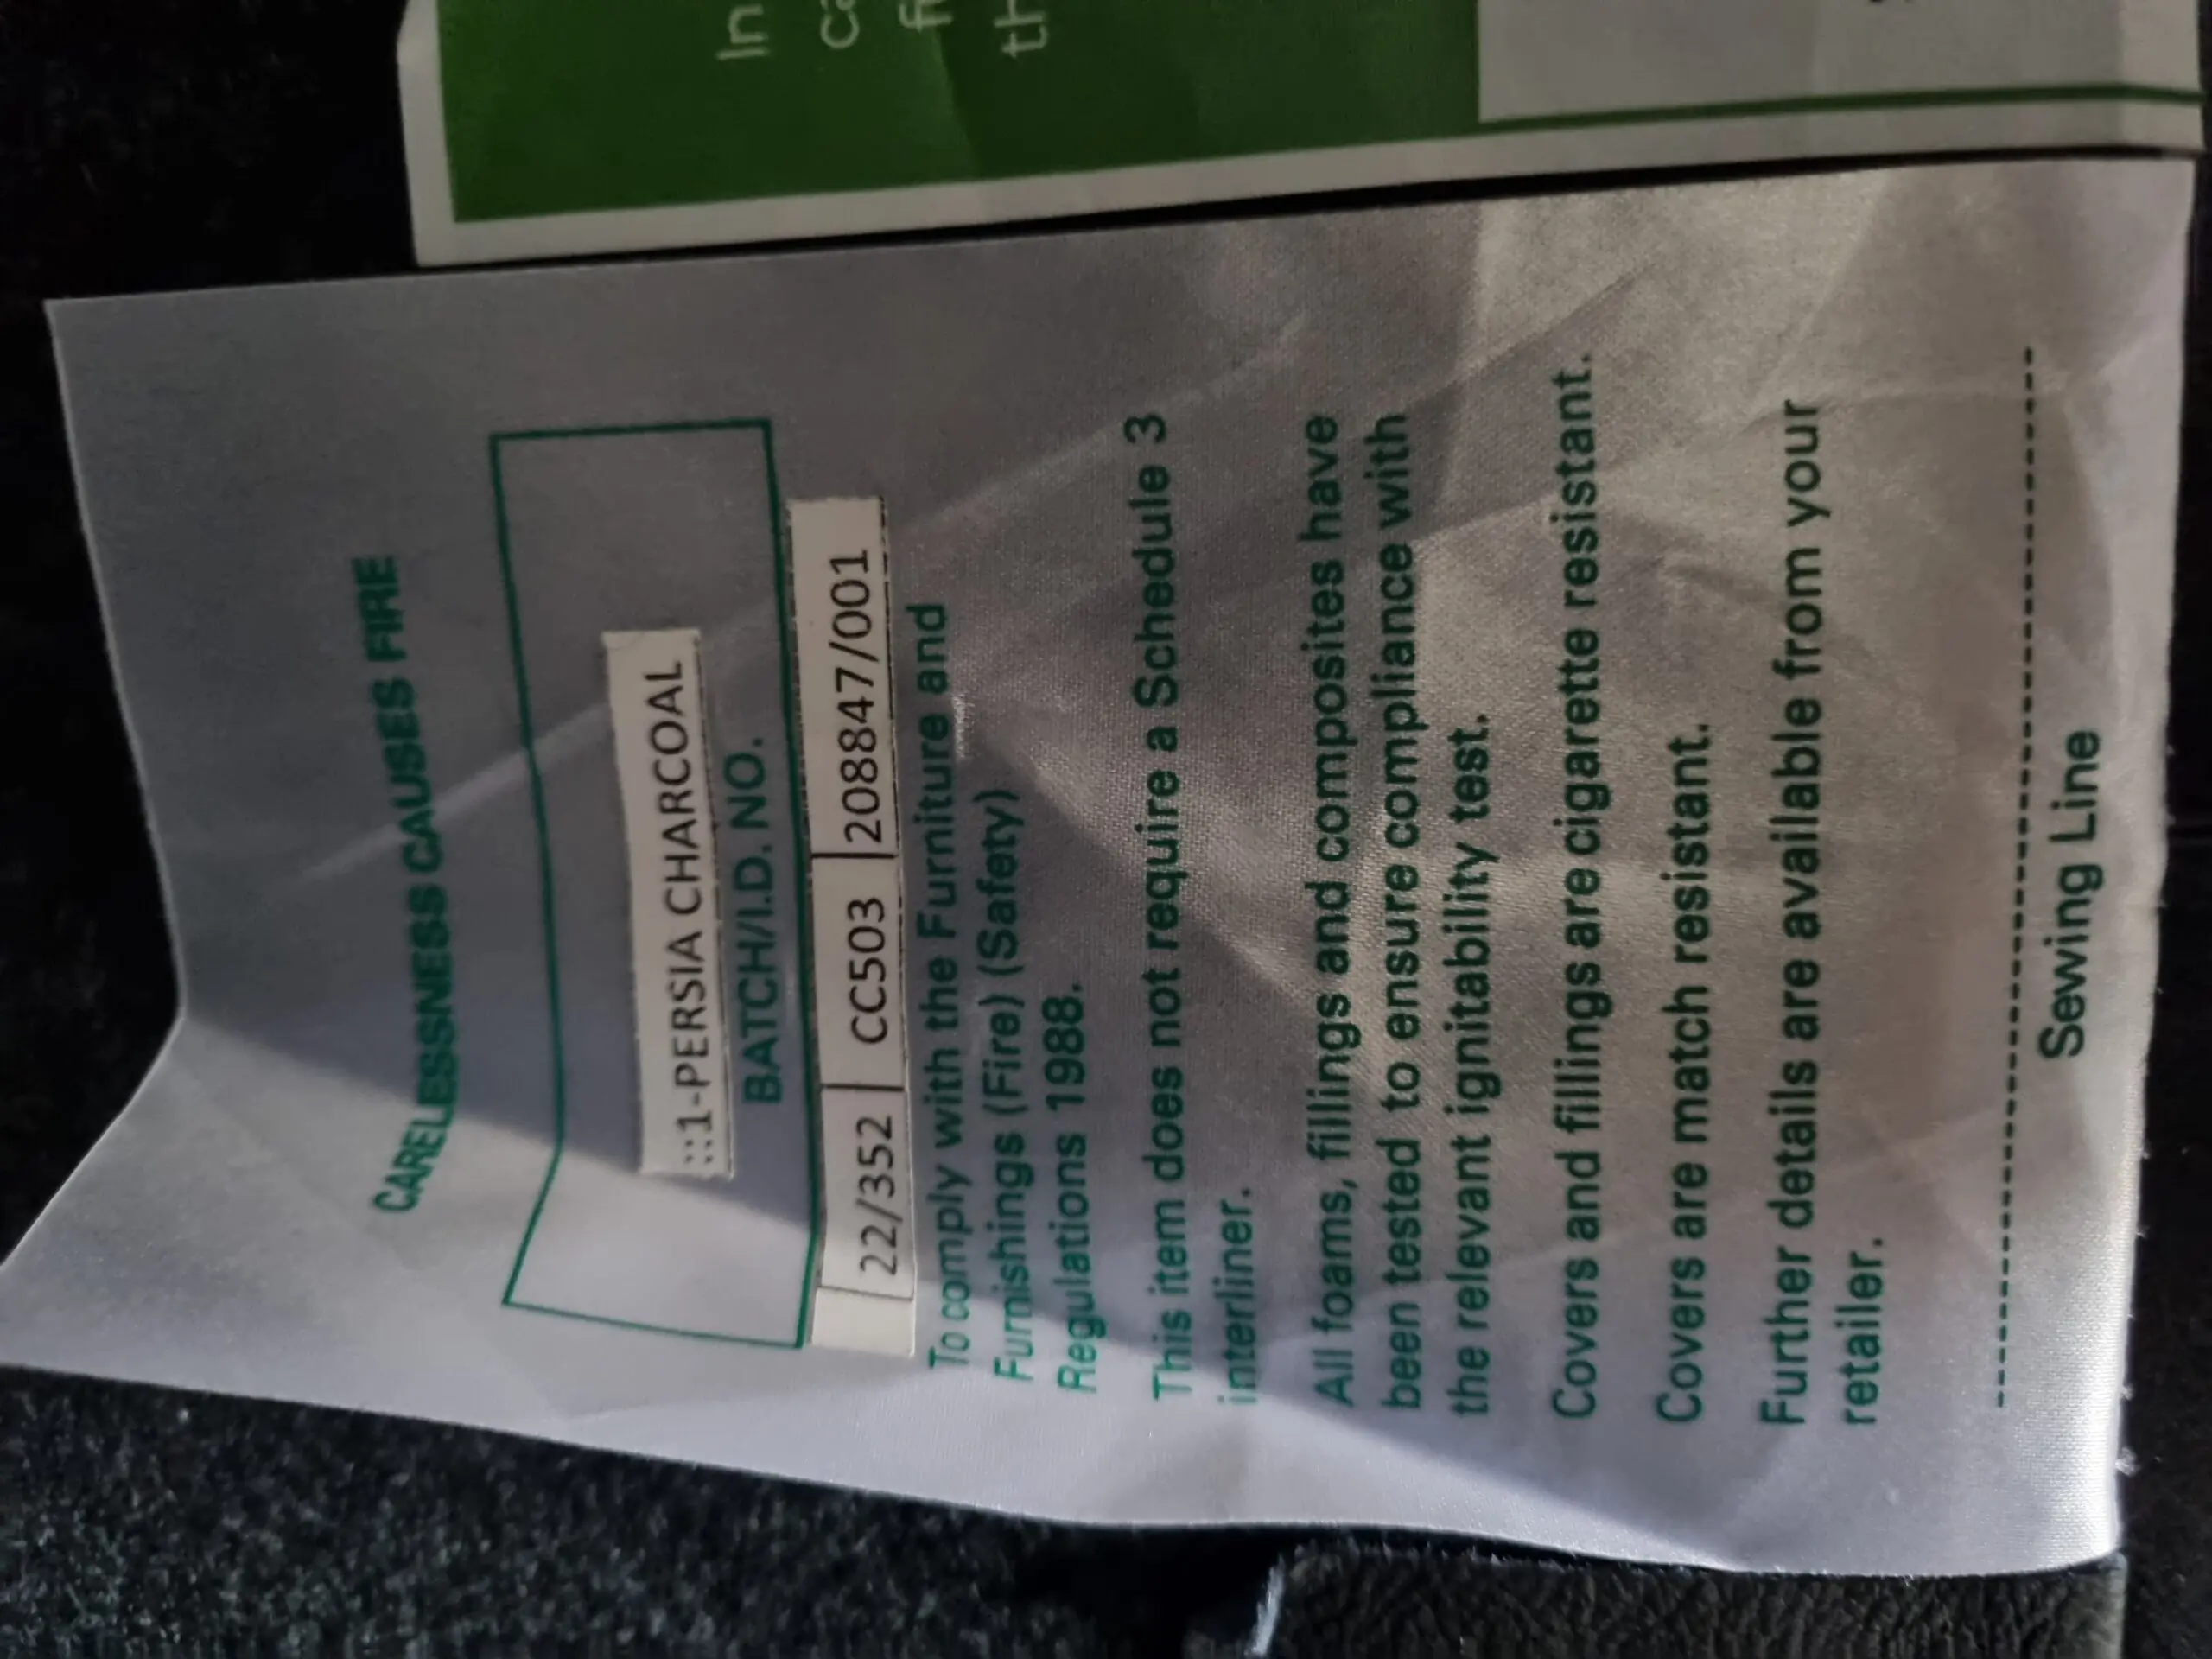 CARELESSNESS CAUSES FIRE
:::1-PERSIA CHARCOAL
BATCH/I.D. NO.
22/352 CC503 208847/001
To comply with the Furniture and
Furnishings (Fire) (Safety)
Regulations 1988.
This item does not require a Schedule 3
interliner.
All foams, fillings and composites have
been tested to ensure compliance with
the relevant ignitability test.
Covers and fillings are cigarette resistant.
Covers are match resistant.
Further details are available from your
retailer.
Sewing Line
In